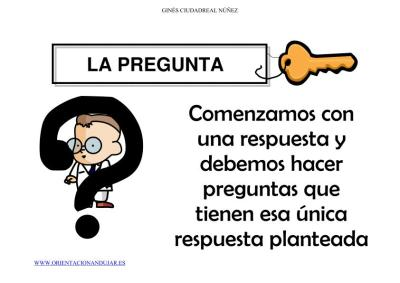 GINÉS CIUDADREAL NÚÑEZ
LA PREGUNTA
Comenzamos con
una respuesta y
debemos hacer
preguntas que
tienen esa única
respuesta planteada
WWW.ORIENTACIONANDUJAR.ES